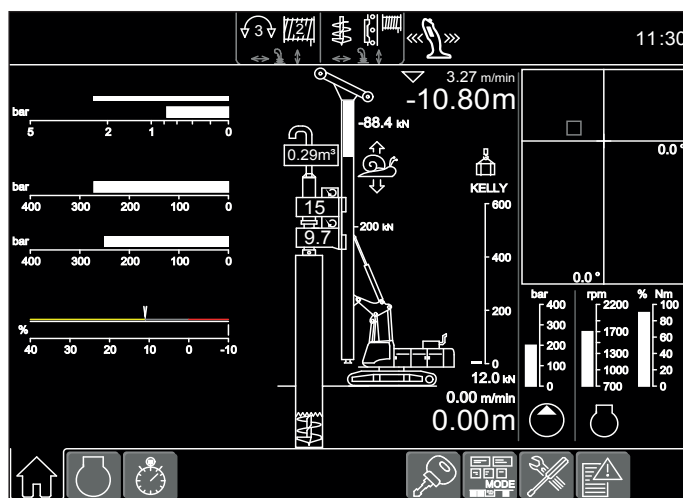 3 2 11:30
3.27 m/min
-10.80m
-88.4 kN
bar
5 2 1 0
0.29m³
0.0 °
KELLY
600
bar
400 300 200 100 0
15
200 kN
9.7
bar
400 300 200 100 0
400
0.0 °
bar rpm % Nm
400 2200 100
300 80
1700
200 200 60
1300 40
100 1000 20
0 700 0
%
40 30 20 10 0 -10
0
12.0 kN
0.00 m/min
0.00m
MODE